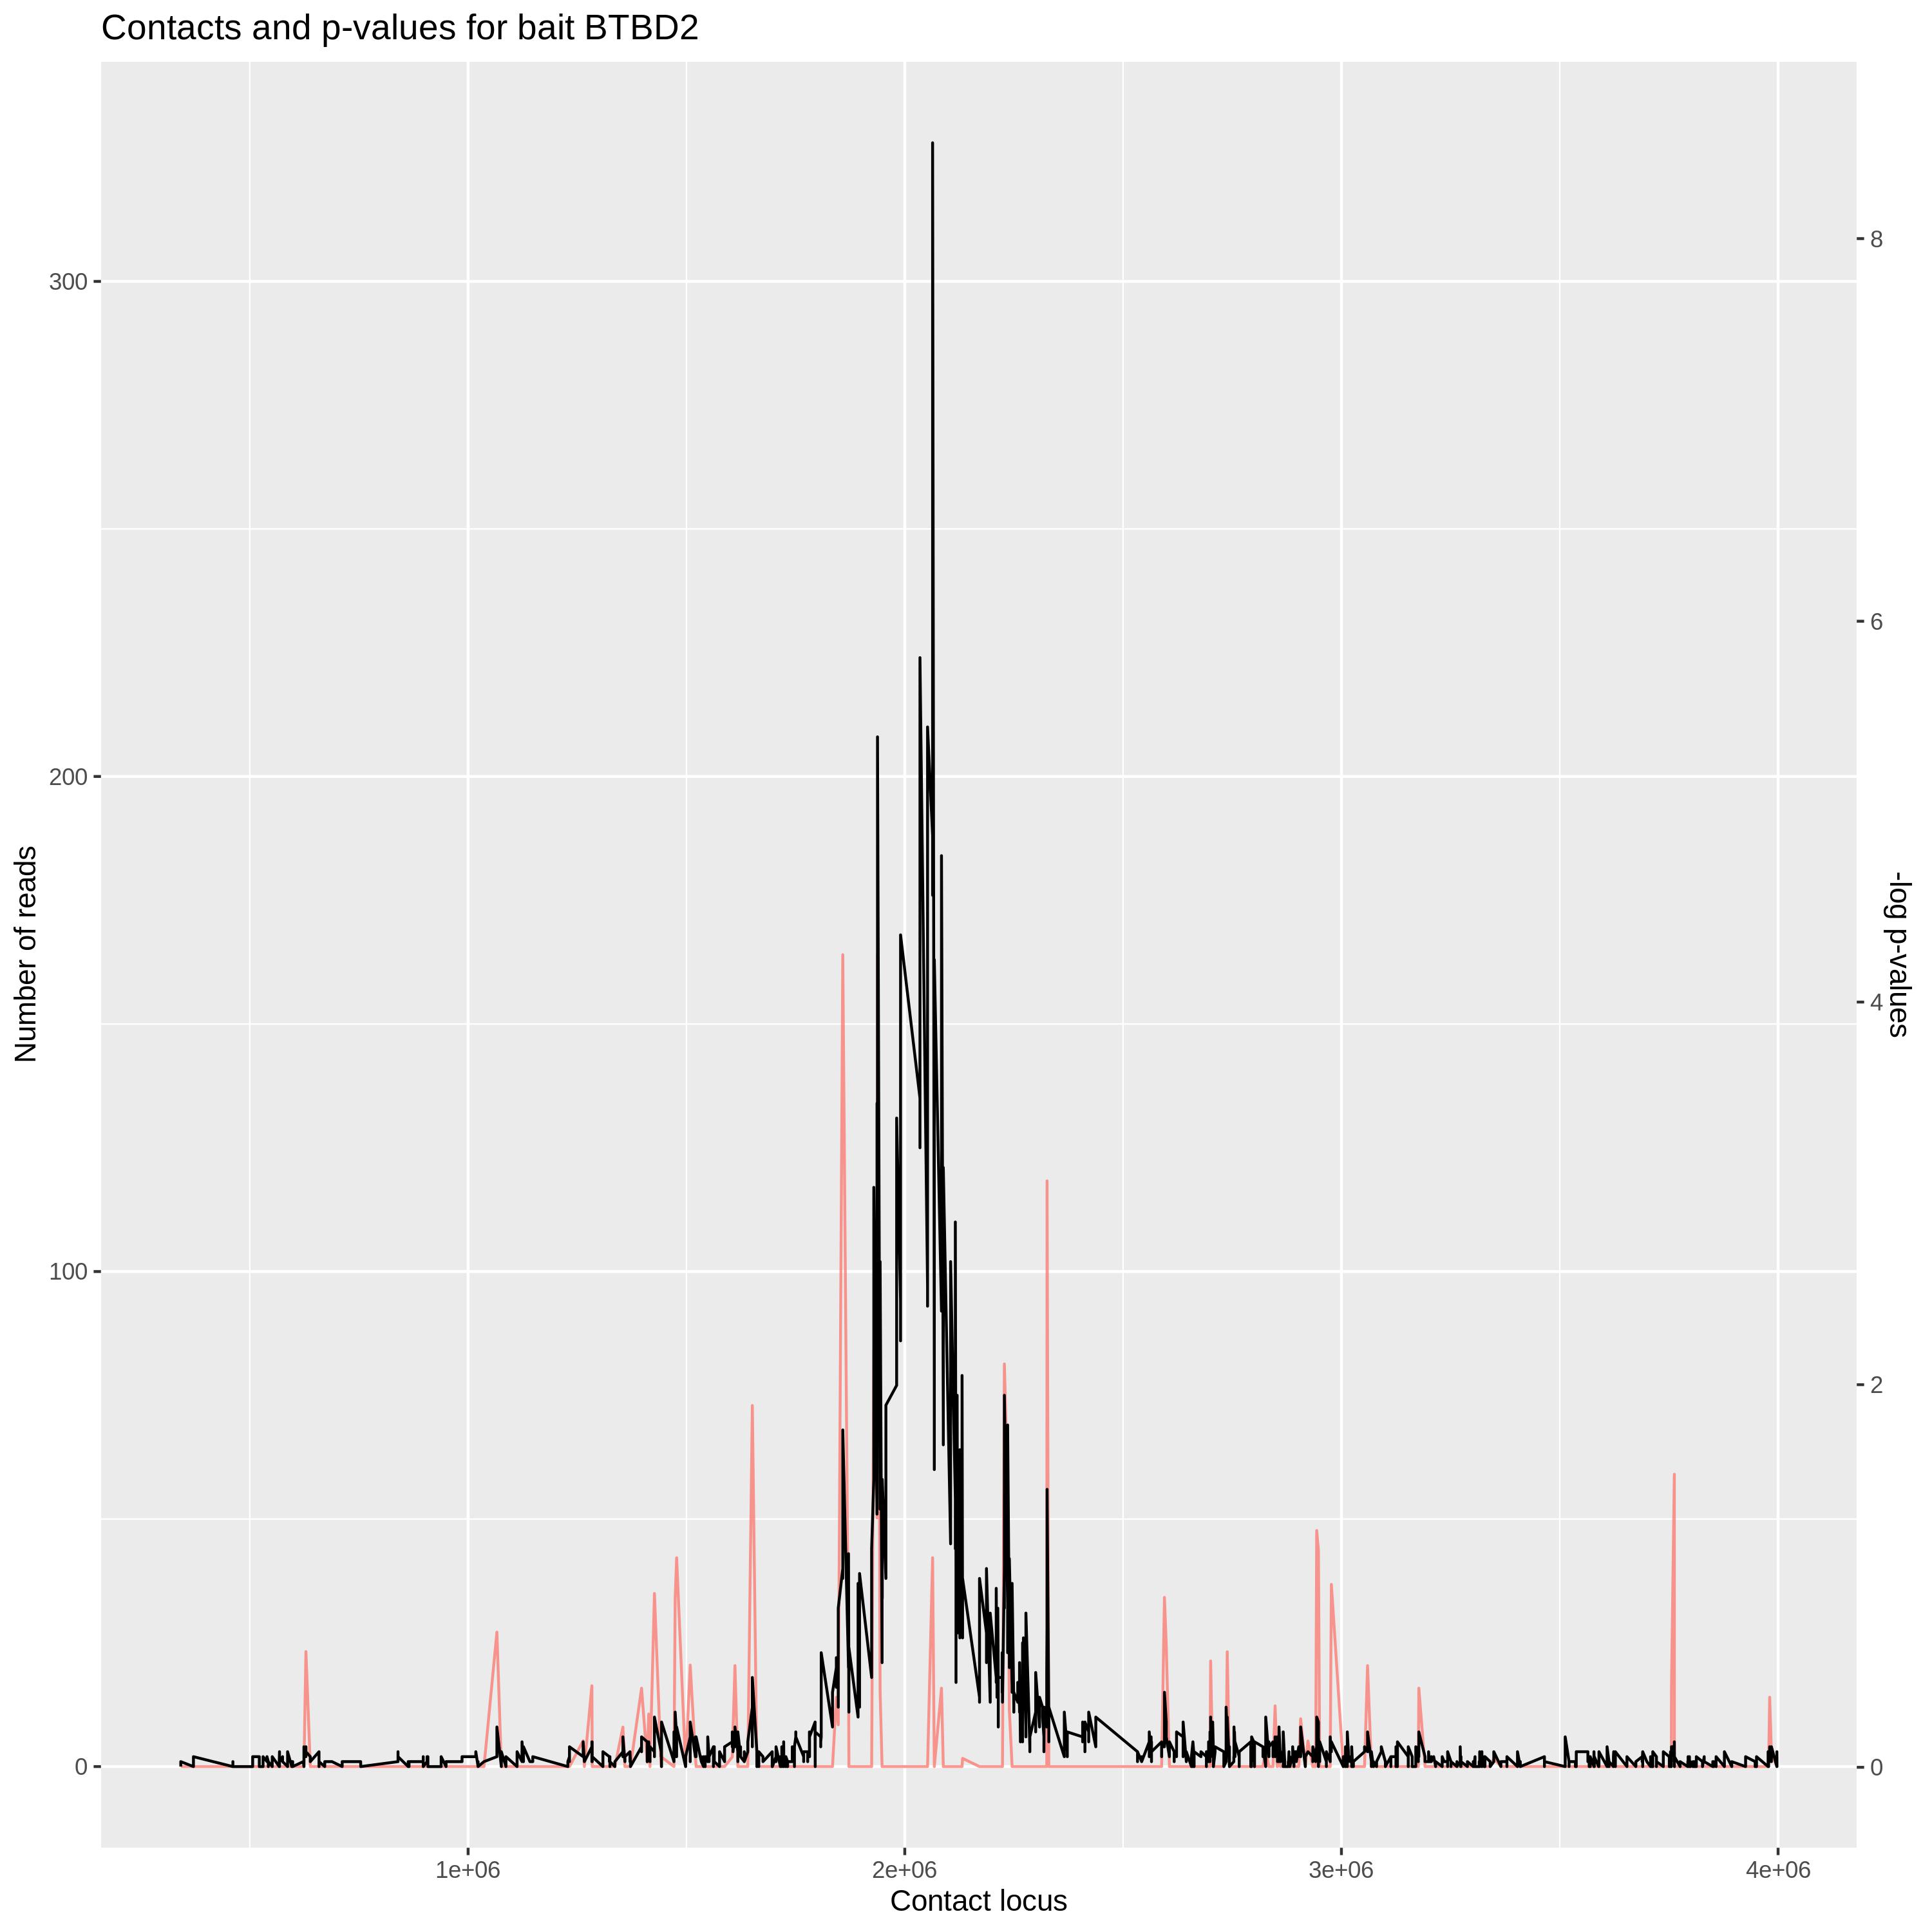 Contacts and p-values for bait BTBD2
Number of reads
300
200
100
0
8
6
4
2
0
-log p-values
1e+06
2e+06
3e+06
4e+06
Contact locus